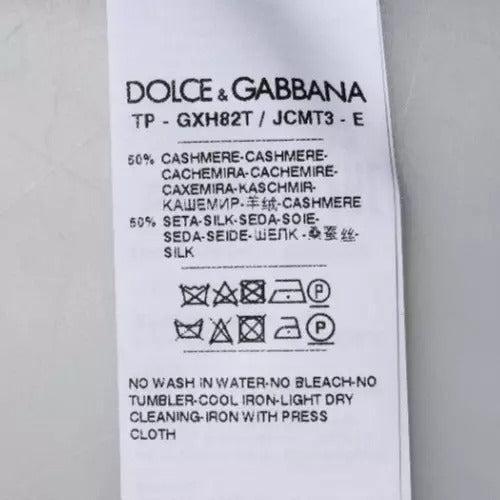 DOLCE & GABBANA
TP - GXH82T / JCMT3 - E
50% CASHMERE-CASHMERE-
CACHEMIRA-CACHEMIRE-
CAXEMIRA-KASCHMIR-
КАШЕМИР-羊绒-CASHMERE
50% SETA-SILK-SEDA-SOIE-
SEDA-SEIDE-ШЕЛК-桑蚕丝-
SILK
P
P
NO WASH IN WATER-NO BLEACH-NO
TUMBLER-COOL IRON-LIGHT DRY
CLEANING-IRON WITH PRESS
CLOTH